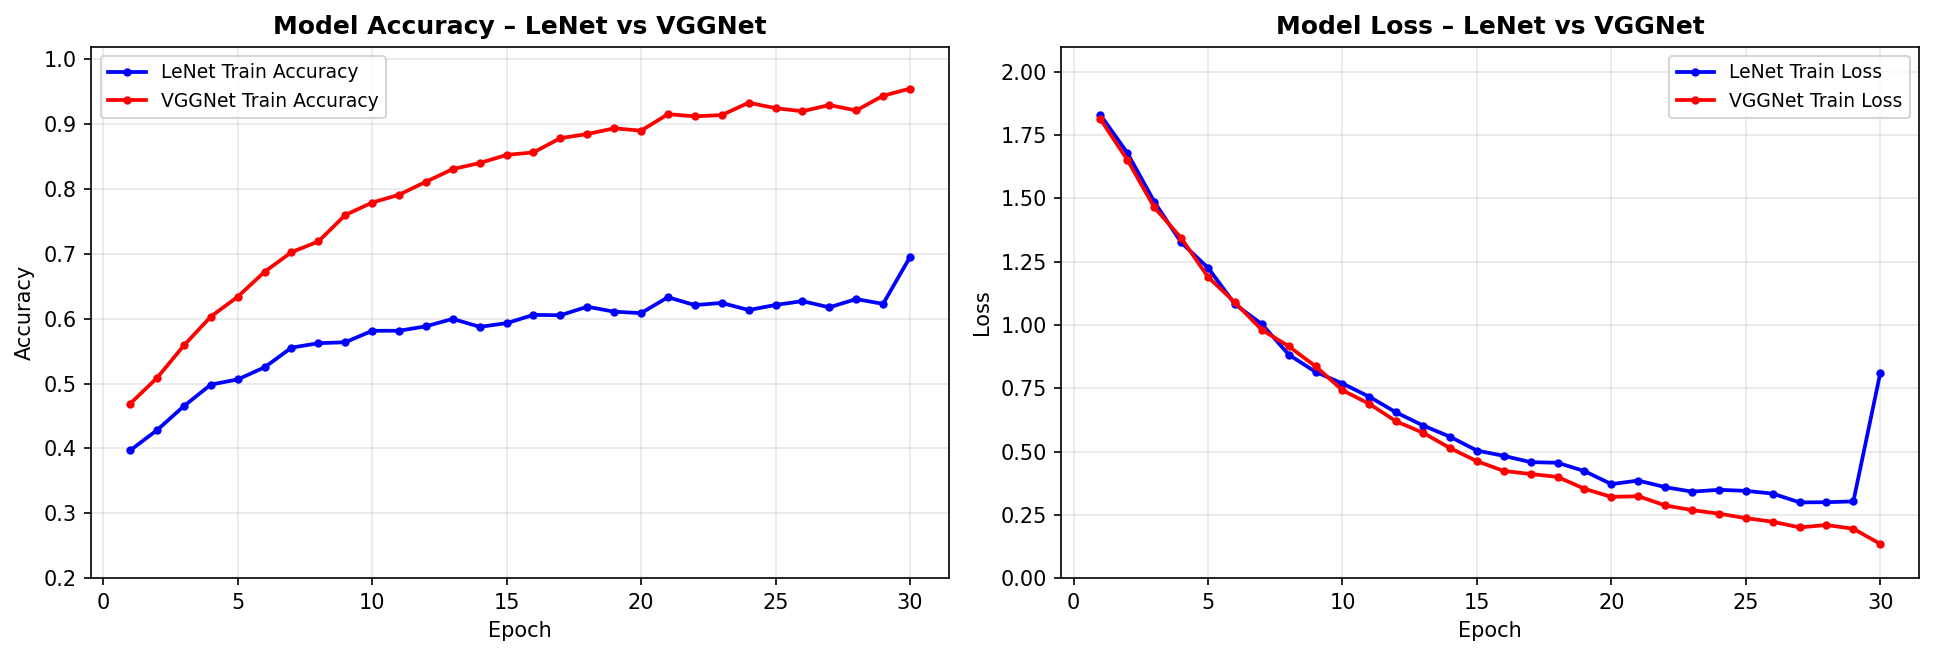 Model Accuracy – LeNet vs VGGNet
LeNet Train Accuracy
VGGNet Train Accuracy
Accuracy
1.0
0.9
0.8
0.7
0.6
0.5
0.4
0.3
0.2
0 5 10 15 20 25 30
Epoch
Model Loss – LeNet vs VGGNet
LeNet Train Loss
VGGNet Train Loss
Loss
2.00
1.75
1.50
1.25
1.00
0.75
0.50
0.25
0.00
0 5 10 15 20 25 30
Epoch